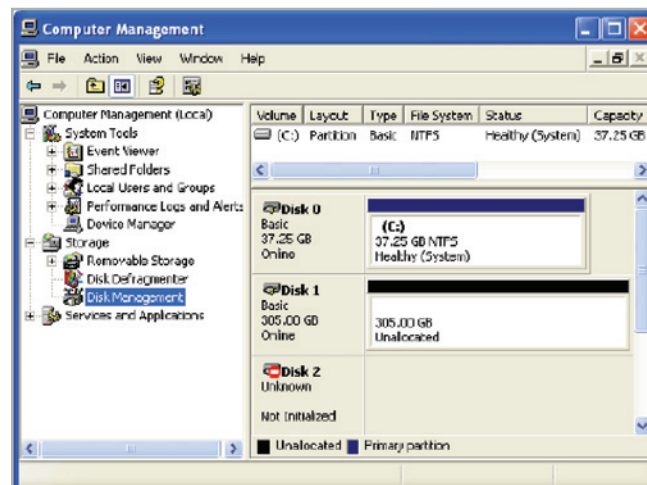 Computer Management
File Action View Window Help
Computer Management (Local)
System Tools
Event Viewer
Shared Folders
Local Users and Groups
Performance Logs and Alerts
Device Manager
Storage
Removable Storage
Disk Defragmenter
Disk Management
Services and Applications
Volume Layout Type File System Status Capacity
(C:) Partition Basic NTFS Healthy (System) 37.25 GB
Disk 0
Basic
37.25 GB
Online
(C:)
37.25 GB NTFS
Healthy (System)
Disk 1
Basic
305.00 GB
Online
305.00 GB
Unallocated
Disk 2
Unknown
Not Initialized
Unallocated Primary partition